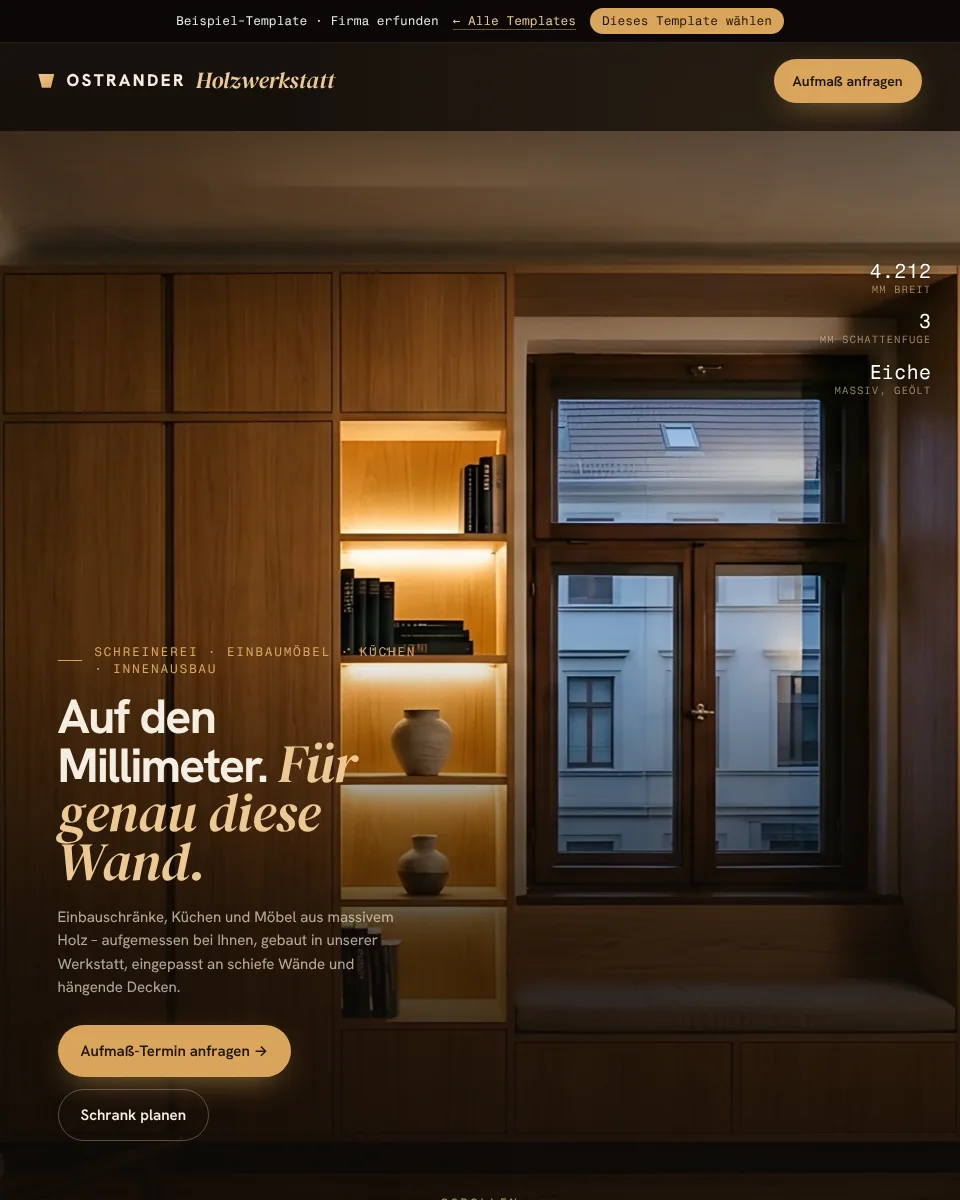 Beispiel-Template · Firma erfunden ← Alle Templates Dieses Template wählen
OSTRANDER Holzwerkstatt
Aufmaß anfragen
4.212
MM BREIT
3
MM SCHATTENFUGE
Eiche
MASSIV, GEÖLT
SCHREINEREI · EINBAUMÖBEL · KÜCHEN
· INNENAUSBAU
Auf den
Millimeter. Für
genau diese
Wand.
Einbauschränke, Küchen und Möbel aus massivem
Holz – aufgemessen bei Ihnen, gebaut in unserer
Werkstatt, eingepasst an schiefe Wände und
hängende Decken.
Aufmaß-Termin anfragen →
Schrank planen
SCROLLEN